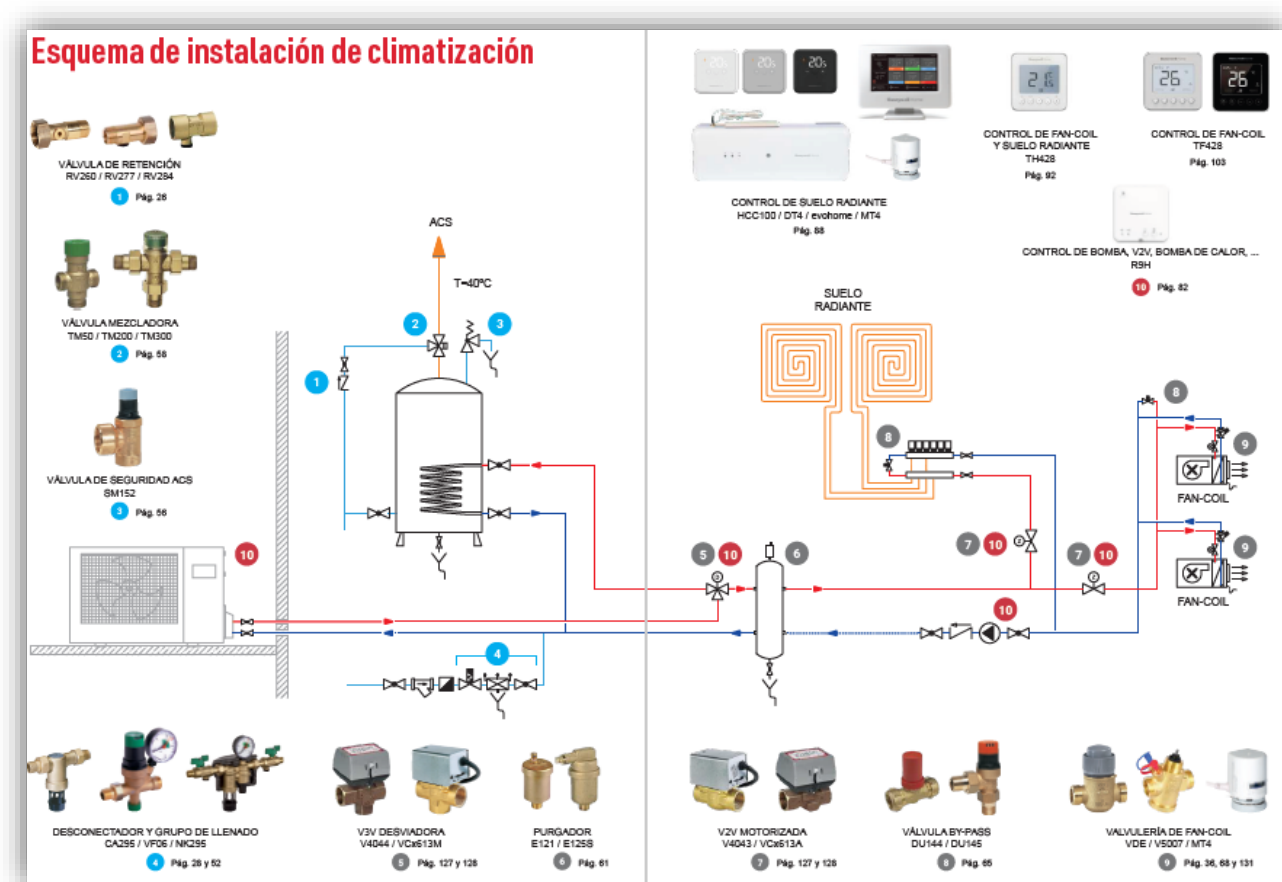 Esquema de instalación de climatización
VÁLVULA DE RETENCIÓN
RV260 / RV277 / RV284
1 Pág. 26
VÁLVULA MEZCLADORA
TM50 / TM200 / TM300
2 Pág. 58
VÁLVULA DE SEGURIDAD ACS
SM152
3 Pág. 56
10
ACS
T=40ºC
2
3
1
4
CONTROL DE SUELO RADIANTE
HCC100 / DT4 / evohome / MT4
Pág. 88
CONTROL DE FAN-COIL
Y SUELO RADIANTE
TH428
Pág. 92
CONTROL DE FAN-COIL
TF428
Pág. 103
CONTROL DE BOMBA, V2V, BOMBA DE CALOR, ...
R9H
10 Pág. 82
SUELO
RADIANTE
8
8
9
FAN-COIL
5 10
6
7 10
7 10
9
FAN-COIL
10
DESCONECTADOR Y GRUPO DE LLENADO
CA295 / VF06 / NK295
4 Pág. 28 y 52
V3V DESVIADORA
V4044 / VCx613M
5 Pág. 127 y 128
PURGADOR
E121 / E125S
6 Pág. 61
V2V MOTORIZADA
V4043 / VCx613A
7 Pág. 127 y 128
VÁLVULA BY-PASS
DU144 / DU145
8 Pág. 65
VALVULERÍA DE FAN-COIL
VDE / V5007 / MT4
9 Pág. 36, 68 y 131